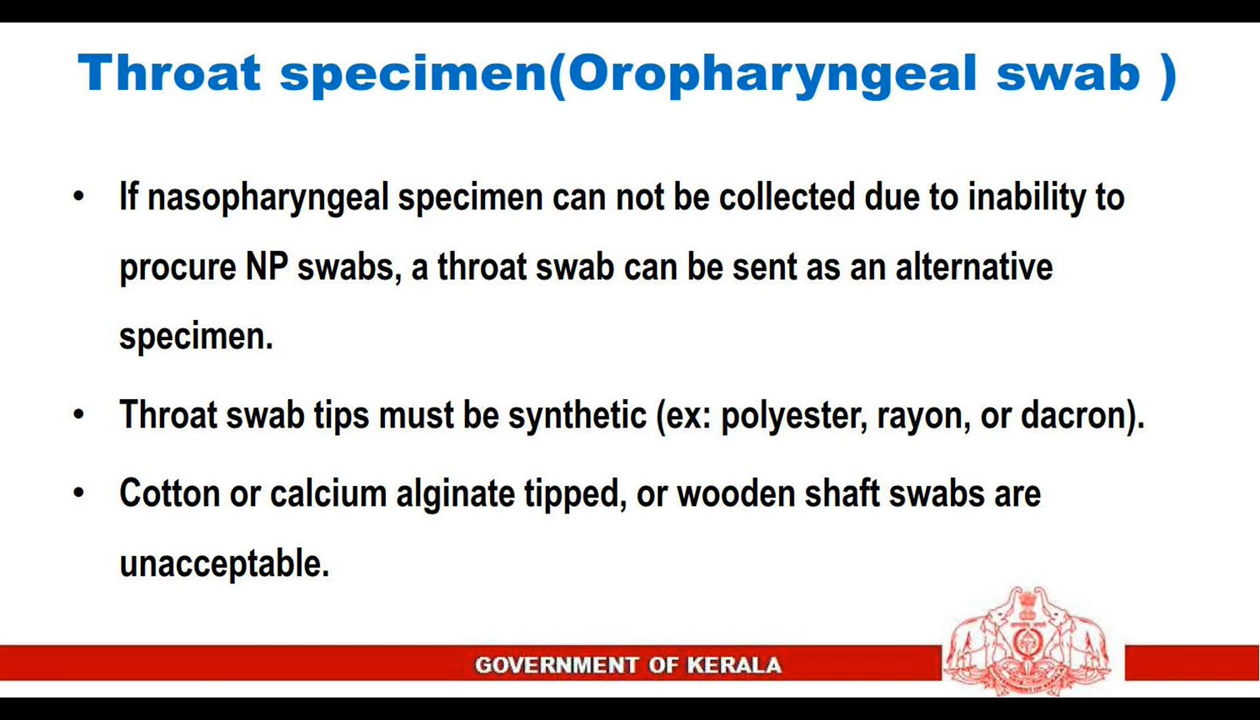 Throat specimen(Oropharyngeal swab )
• If nasopharyngeal specimen can not be collected due to inability to
procure NP swabs, a throat swab can be sent as an alternative
specimen.
• Throat swab tips must be synthetic (ex: polyester, rayon, or dacron).
• Cotton or calcium alginate tipped, or wooden shaft swabs are
unacceptable.
GOVERNMENT OF KERALA